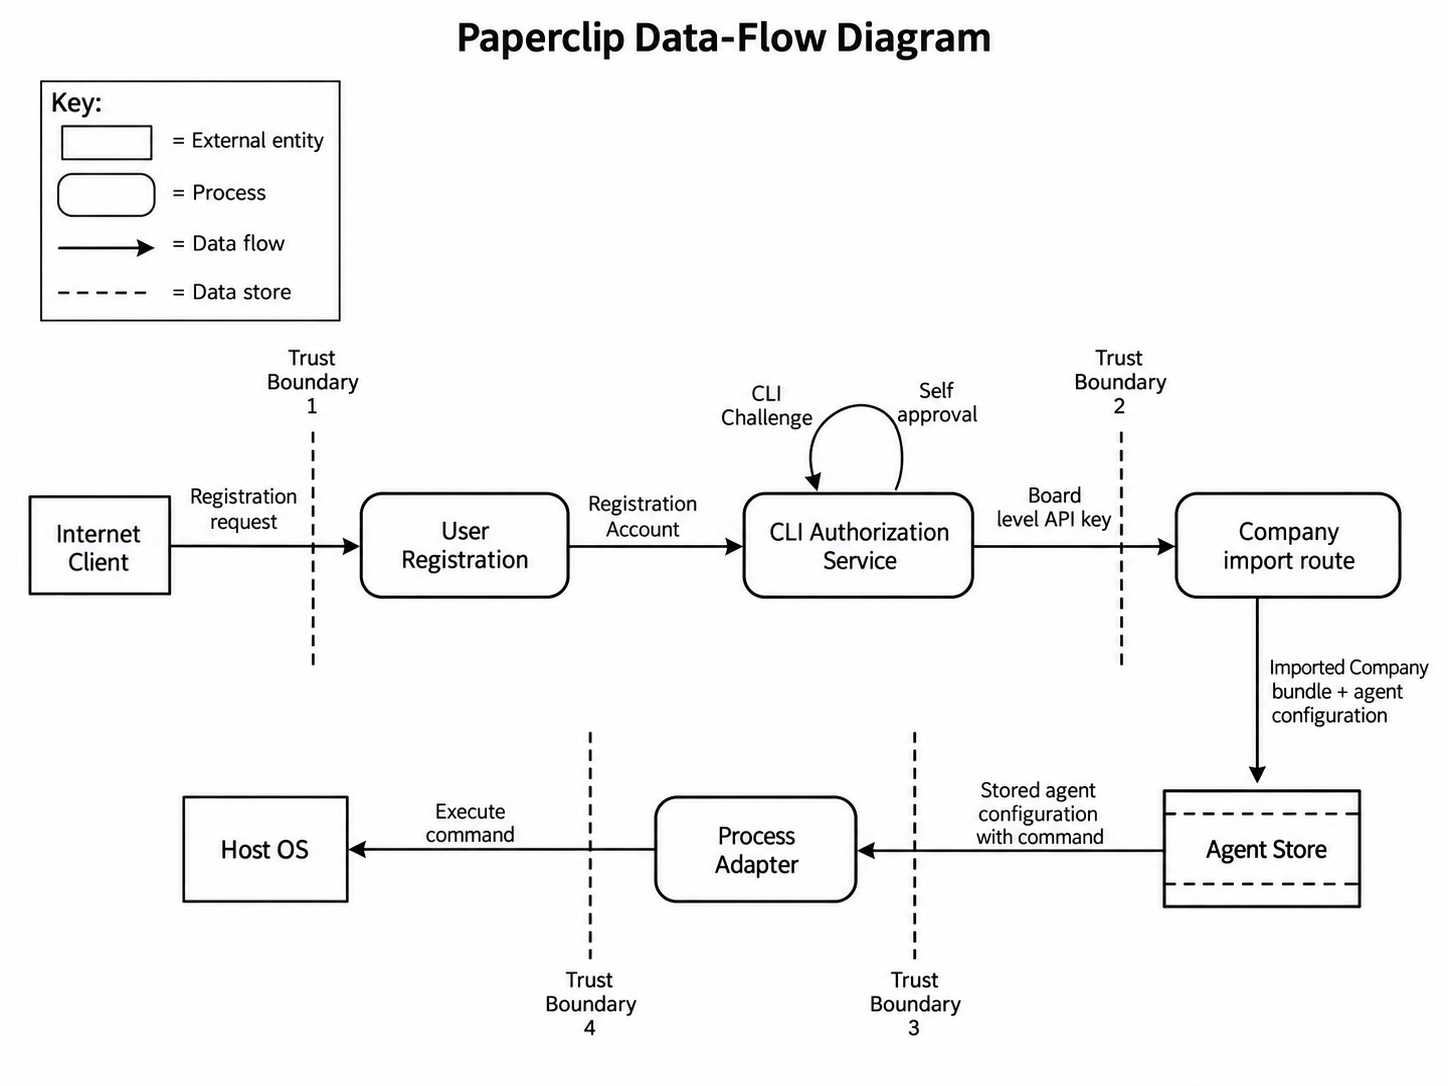 Paperclip Data-Flow Diagram
Key:
= External entity
= Process
= Data flow
= Data store
Trust
Boundary
1
Trust
Boundary
2
CLI
Challenge
Self
approval
Internet
Client
Registration
request
User
Registration
Registration
Account
CLI Authorization
Service
Board
level API key
Company
import route
Imported Company
bundle + agent
configuration
Host OS
Execute
command
Process
Adapter
Stored agent
configuration
with command
Agent Store
Trust
Boundary
4
Trust
Boundary
3